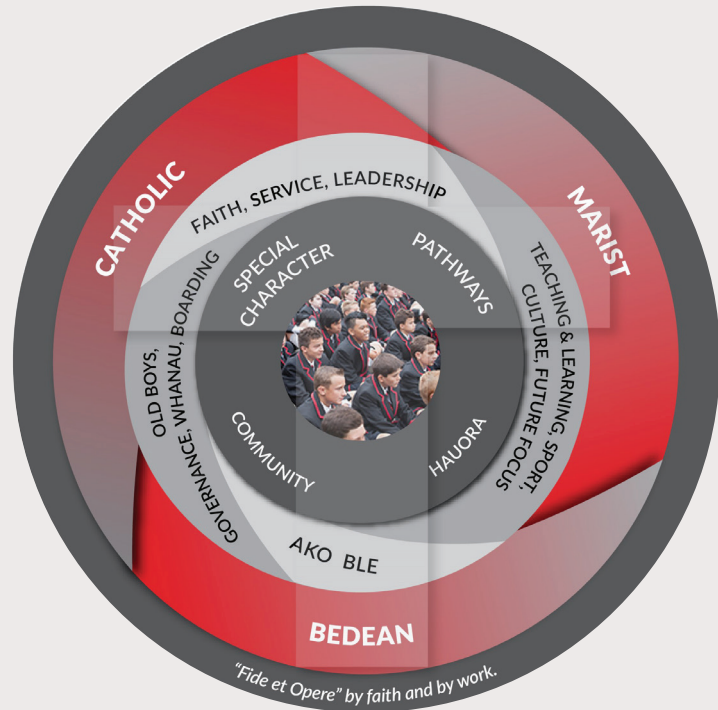 CATHOLIC
MARIST
FAITH, SERVICE, LEADERSHIP
TEACHING & LEARNING, SPORT,
CULTURE, FUTURE FOCUS
OLD BOYS,
GOVERNANCE, WHANAU, BOARDING
SPECIAL
CHARACTER
PATHWAYS
COMMUNITY
HAUORA
AKO BLE
BEDEAN
“Fide et Opere” by faith and by work.